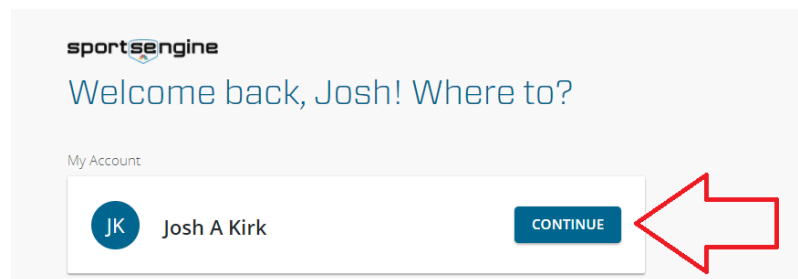 sportsengine
Welcome back, Josh! Where to?
My Account
JK Josh A Kirk CONTINUE